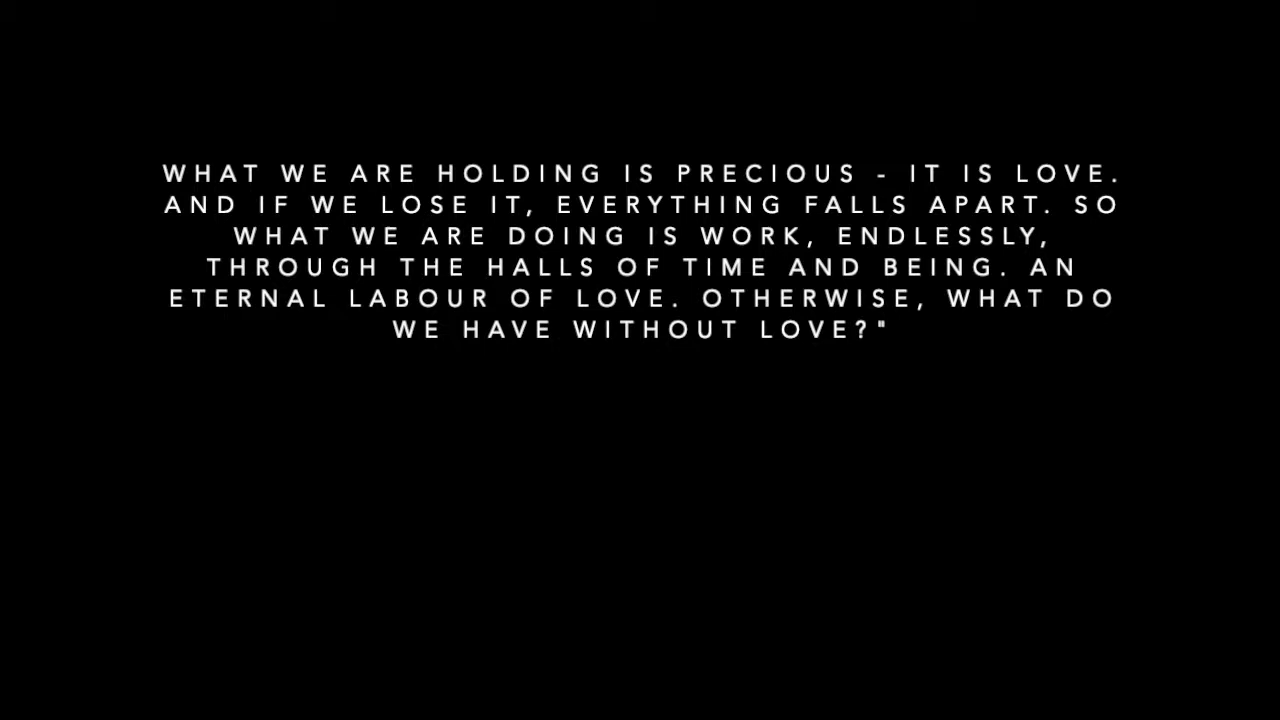 WHAT WE ARE HOLDING IS PRECIOUS - IT IS LOVE.
AND IF WE LOSE IT, EVERYTHING FALLS APART. SO
WHAT WE ARE DOING IS WORK, ENDLESSLY,
THROUGH THE HALLS OF TIME AND BEING. AN
ETERNAL LABOUR OF LOVE. OTHERWISE, WHAT DO
WE HAVE WITHOUT LOVE?"